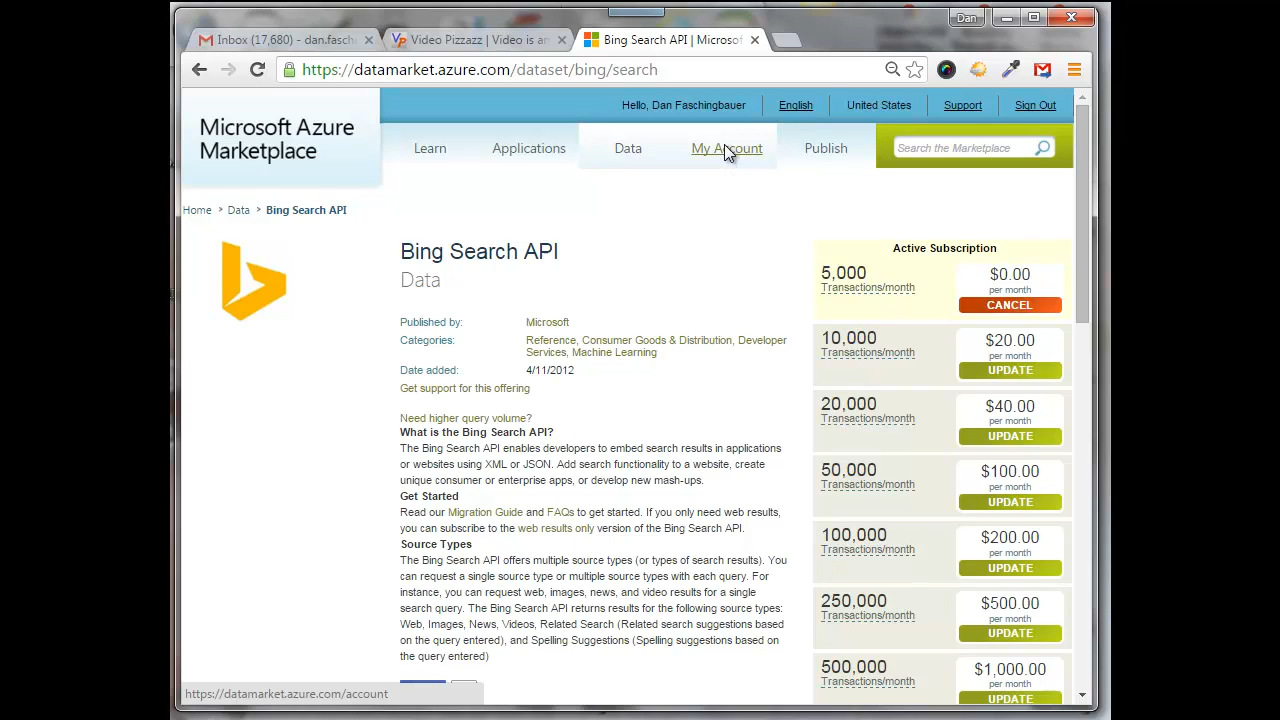 Dan
Inbox (17,680) - dan.fasch
Video Pizzazz | Video is an
Bing Search API | Microsof
https://datamarket.azure.com/dataset/bing/search
Hello, Dan Faschingbauer
English
United States
Support
Sign Out
Microsoft Azure
Marketplace
Learn
Applications
Data
My Account
Publish
Search the Marketplace
Home > Data > Bing Search API
Bing Search API
Data
Published by: Microsoft
Categories: Reference, Consumer Goods & Distribution, Developer
Services, Machine Learning
Date added: 4/11/2012
Get support for this offering
Need higher query volume?
What is the Bing Search API?
The Bing Search API enables developers to embed search results in applications
or websites using XML or JSON. Add search functionality to a website, create
unique consumer or enterprise apps, or develop new mash-ups.
Get Started
Read our Migration Guide and FAQs to get started. If you only need web results,
you can subscribe to the web results only version of the Bing Search API.
Source Types
The Bing Search API offers multiple source types (or types of search results). You
can request a single source type or multiple source types with each query. For
instance, you can request web, images, news, and video results for a single
search query. The Bing Search API returns results for the following source types:
Web, Images, News, Videos, Related Search (Related search suggestions based
on the query entered), and Spelling Suggestions (Spelling suggestions based on
the query entered)
Active Subscription
5,000
Transactions/month
$0.00
per month
CANCEL
10,000
Transactions/month
$20.00
per month
UPDATE
20,000
Transactions/month
$40.00
per month
UPDATE
50,000
Transactions/month
$100.00
per month
UPDATE
100,000
Transactions/month
$200.00
per month
UPDATE
250,000
Transactions/month
$500.00
per month
UPDATE
500,000
Transactions/month
$1,000.00
per month
UPDATE
https://datamarket.azure.com/account